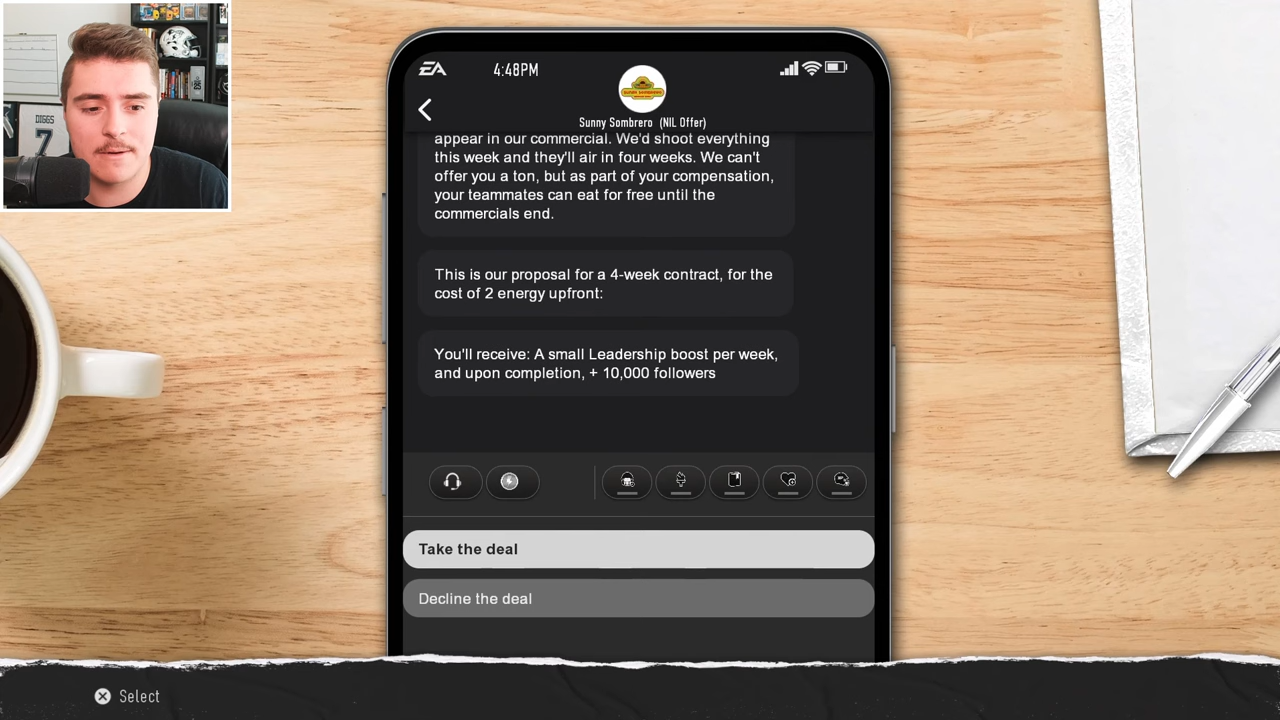 DIGGS
7
EA
4:48PM
Sunny Sombrero (NIL Offer)
appear in our commercial. We'd shoot everything
this week and they'll air in four weeks. We can't
offer you a ton, but as part of your compensation,
your teammates can eat for free until the
commercials end.
This is our proposal for a 4-week contract, for the
cost of 2 energy upfront:
You'll receive: A small Leadership boost per week,
and upon completion, + 10,000 followers
Take the deal
Decline the deal
Select